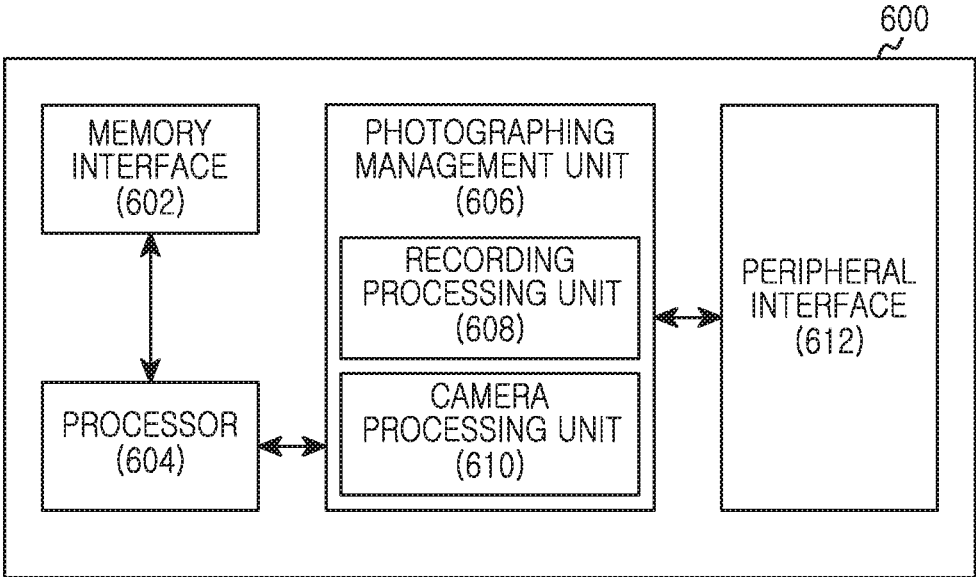 600
MEMORY
INTERFACE
(602)
PROCESSOR
(604)
PHOTOGRAPHING
MANAGEMENT UNIT
(606)
RECORDING
PROCESSING UNIT
(608)
CAMERA
PROCESSING UNIT
(610)
PERIPHERAL
INTERFACE
(612)